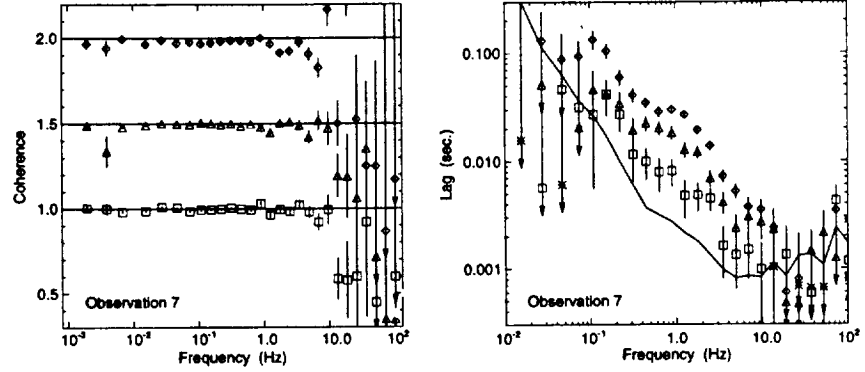 2.0
1.5
1.0
0.5
Coherence
Observation 7
10⁻³ 10⁻² 10⁻¹ 1.0 10.0 10²
Frequency (Hz)
0.100
0.010
0.001
Lag (sec.)
Observation 7
10⁻² 10⁻¹ 1.0 10.0 10²
Frequency (Hz)